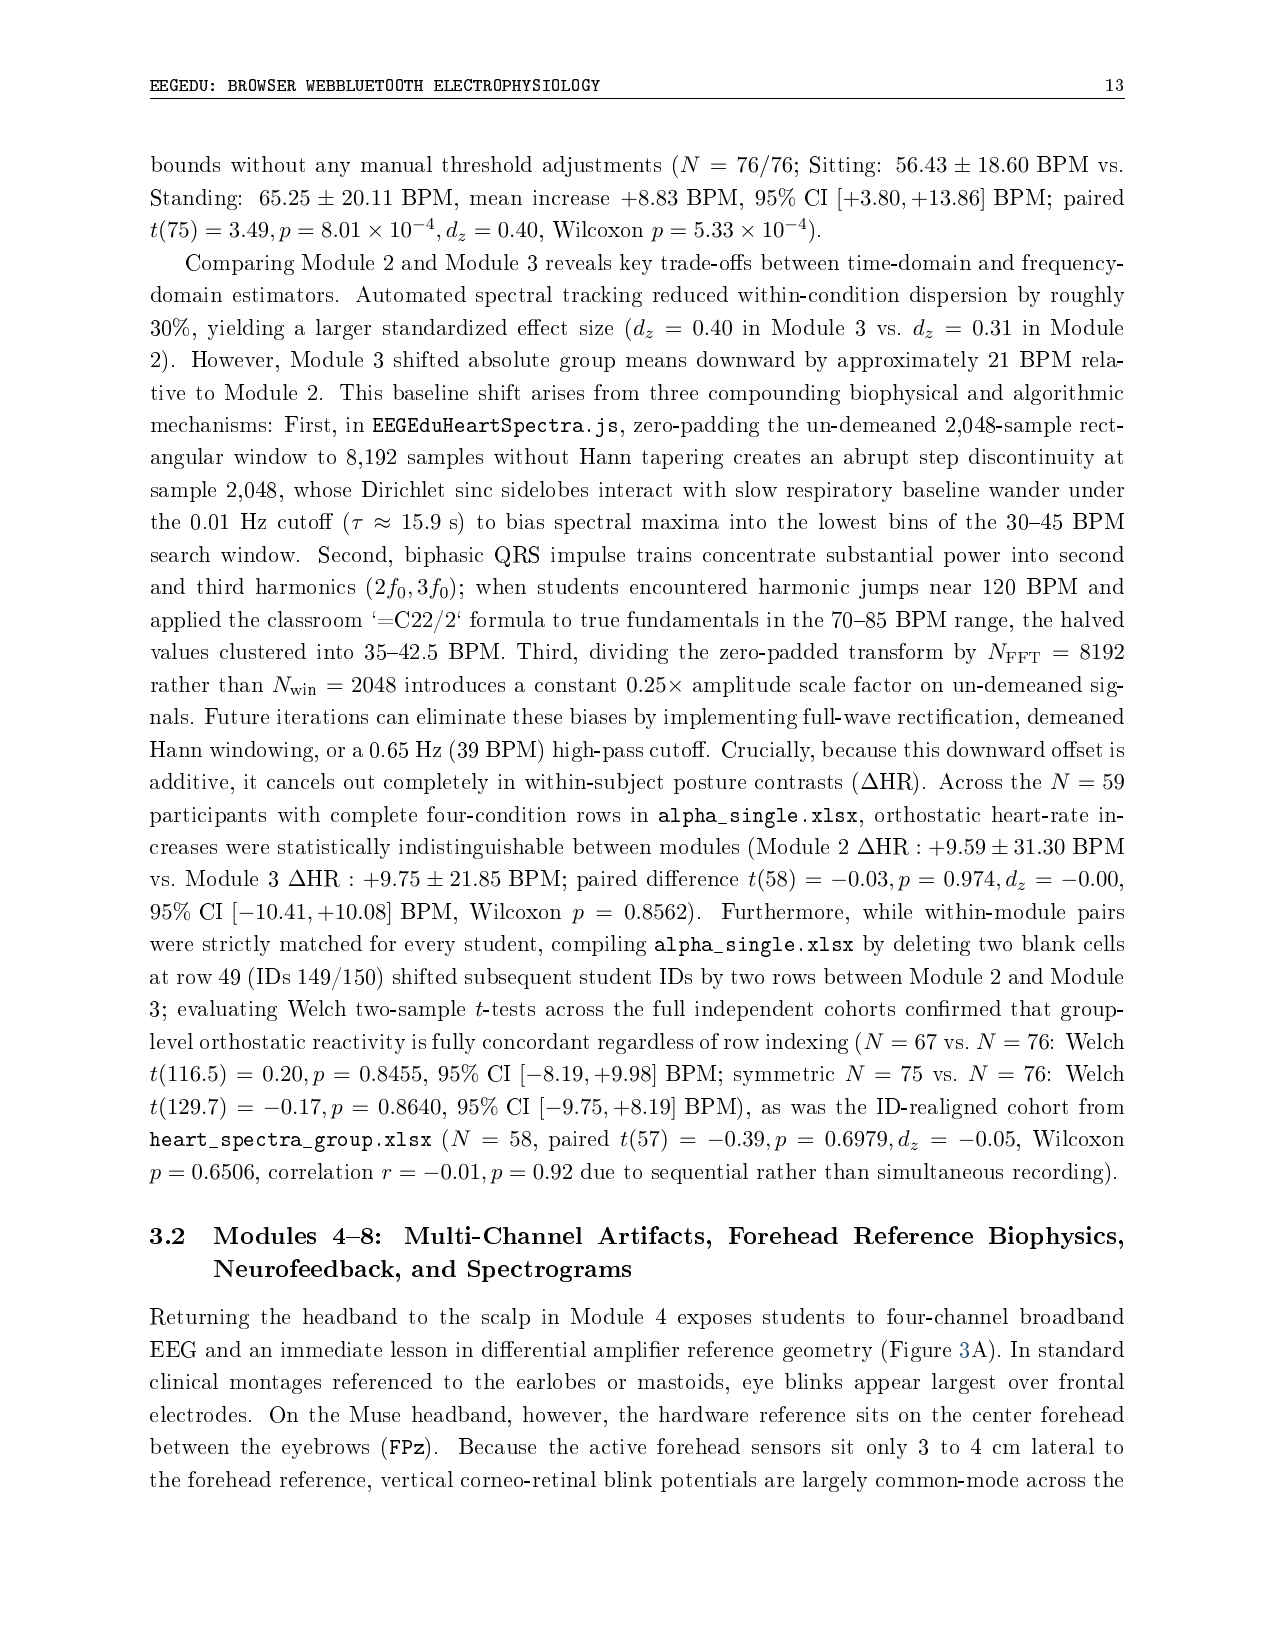 EEGEDU: BROWSER WEBBLUETOOTH ELECTROPHYSIOLOGY 13
bounds without any manual threshold adjustments (N = 76/76; Sitting: 56.43 ± 18.60 BPM vs.
Standing: 65.25 ± 20.11 BPM, mean increase +8.83 BPM, 95% CI [+3.80, +13.86] BPM; paired
t(75) = 3.49, p = 8.01 × 10⁻⁴, d_z = 0.40, Wilcoxon p = 5.33 × 10⁻⁴).
Comparing Module 2 and Module 3 reveals key trade-offs between time-domain and frequency-
domain estimators. Automated spectral tracking reduced within-condition dispersion by roughly
30%, yielding a larger standardized effect size (d_z = 0.40 in Module 3 vs. d_z = 0.31 in Module
2). However, Module 3 shifted absolute group means downward by approximately 21 BPM rela-
tive to Module 2. This baseline shift arises from three compounding biophysical and algorithmic
mechanisms: First, in EEGEduHeartSpectra.js, zero-padding the un-demeaned 2,048-sample rect-
angular window to 8,192 samples without Hann tapering creates an abrupt step discontinuity at
sample 2,048, whose Dirichlet sinc sidelobes interact with slow respiratory baseline wander under
the 0.01 Hz cutoff (τ ≈ 15.9 s) to bias spectral maxima into the lowest bins of the 30–45 BPM
search window. Second, biphasic QRS impulse trains concentrate substantial power into second
and third harmonics (2f₀, 3f₀); when students encountered harmonic jumps near 120 BPM and
applied the classroom ‘=C22/2‘ formula to true fundamentals in the 70–85 BPM range, the halved
values clustered into 35–42.5 BPM. Third, dividing the zero-padded transform by N_FFT = 8192
rather than N_win = 2048 introduces a constant 0.25× amplitude scale factor on un-demeaned sig-
nals. Future iterations can eliminate these biases by implementing full-wave rectification, demeaned
Hann windowing, or a 0.65 Hz (39 BPM) high-pass cutoff. Crucially, because this downward offset is
additive, it cancels out completely in within-subject posture contrasts (ΔHR). Across the N = 59
participants with complete four-condition rows in alpha_single.xlsx, orthostatic heart-rate in-
creases were statistically indistinguishable between modules (Module 2 ΔHR : +9.59 ± 31.30 BPM
vs. Module 3 ΔHR : +9.75 ± 21.85 BPM; paired difference t(58) = −0.03, p = 0.974, d_z = −0.00,
95% CI [−10.41, +10.08] BPM, Wilcoxon p = 0.8562). Furthermore, while within-module pairs
were strictly matched for every student, compiling alpha_single.xlsx by deleting two blank cells
at row 49 (IDs 149/150) shifted subsequent student IDs by two rows between Module 2 and Module
3; evaluating Welch two-sample t-tests across the full independent cohorts confirmed that group-
level orthostatic reactivity is fully concordant regardless of row indexing (N = 67 vs. N = 76: Welch
t(116.5) = 0.20, p = 0.8455, 95% CI [−8.19, +9.98] BPM; symmetric N = 75 vs. N = 76: Welch
t(129.7) = −0.17, p = 0.8640, 95% CI [−9.75, +8.19] BPM), as was the ID-realigned cohort from
heart_spectra_group.xlsx (N = 58, paired t(57) = −0.39, p = 0.6979, d_z = −0.05, Wilcoxon
p = 0.6506, correlation r = −0.01, p = 0.92 due to sequential rather than simultaneous recording).
3.2 Modules 4–8: Multi-Channel Artifacts, Forehead Reference Biophysics,
Neurofeedback, and Spectrograms
Returning the headband to the scalp in Module 4 exposes students to four-channel broadband
EEG and an immediate lesson in differential amplifier reference geometry (Figure 3A). In standard
clinical montages referenced to the earlobes or mastoids, eye blinks appear largest over frontal
electrodes. On the Muse headband, however, the hardware reference sits on the center forehead
between the eyebrows (FPz). Because the active forehead sensors sit only 3 to 4 cm lateral to
the forehead reference, vertical corneo-retinal blink potentials are largely common-mode across the